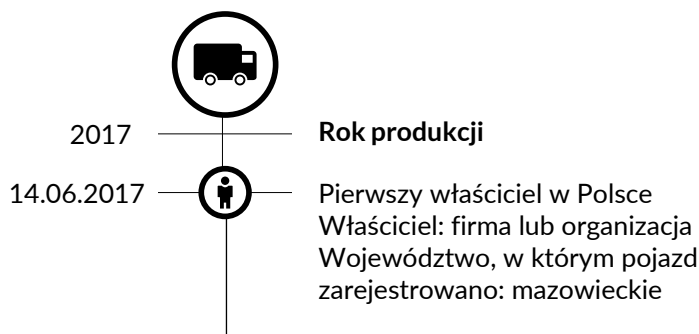 2017
Rok produkcji
14.06.2017
Pierwszy właściciel w Polsce
Właściciel: firma lub organizacja
Województwo, w którym pojazd
zarejestrowano: mazowieckie